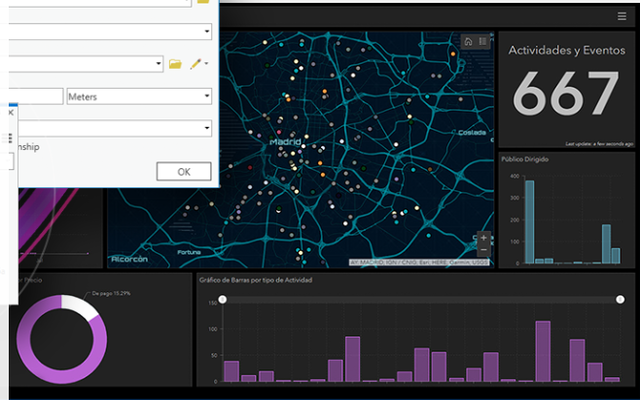 Meters
nship
OK
Actividades y Eventos
667
Last update: a few seconds ago
Madrid
Coslada
Alcorcón
Fortuna
AY. MADRID, IGN / CNIG, Esri, HERE, Garmin, USGS
Público Dirigido
400
300
200
100
0
or Precio
De pago 15.29%
Gráfico de Barras por tipo de Actividad
150
100
50
0